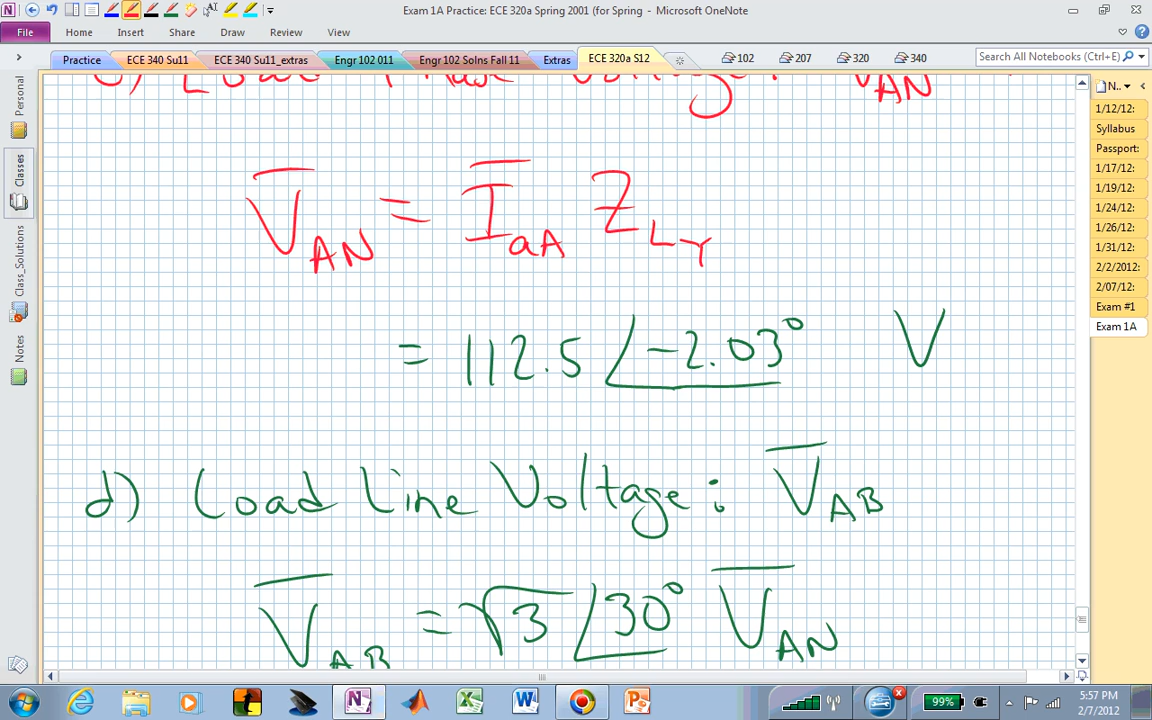 Exam 1A Practice: ECE 320a Spring 2001 (for Spring - Microsoft OneNote
File Home Insert Share Draw Review View
Practice ECE 340 Su11 ECE 340 Su11_extras Engr 102 011 Engr 102 Solns Fall 11 Extras ECE 320a S12 102 207 320 340 Search All Notebooks (Ctrl+E)
Personal
Classes
Class_Solutions
Notes
c) Load Phase Voltage: V̅AN
V̅AN = I̅aA ZLY
= 112.5 ∠-2.03° V
d) Load Line Voltage: V̅AB
V̅AB = √3 ∠30° V̅AN
N..
1/12/12:
Syllabus
Passport:
1/17/12:
1/19/12:
1/24/12:
1/26/12:
1/31/12:
2/2/2012:
2/07/12:
Exam #1
Exam 1A
99%
5:57 PM
2/7/2012